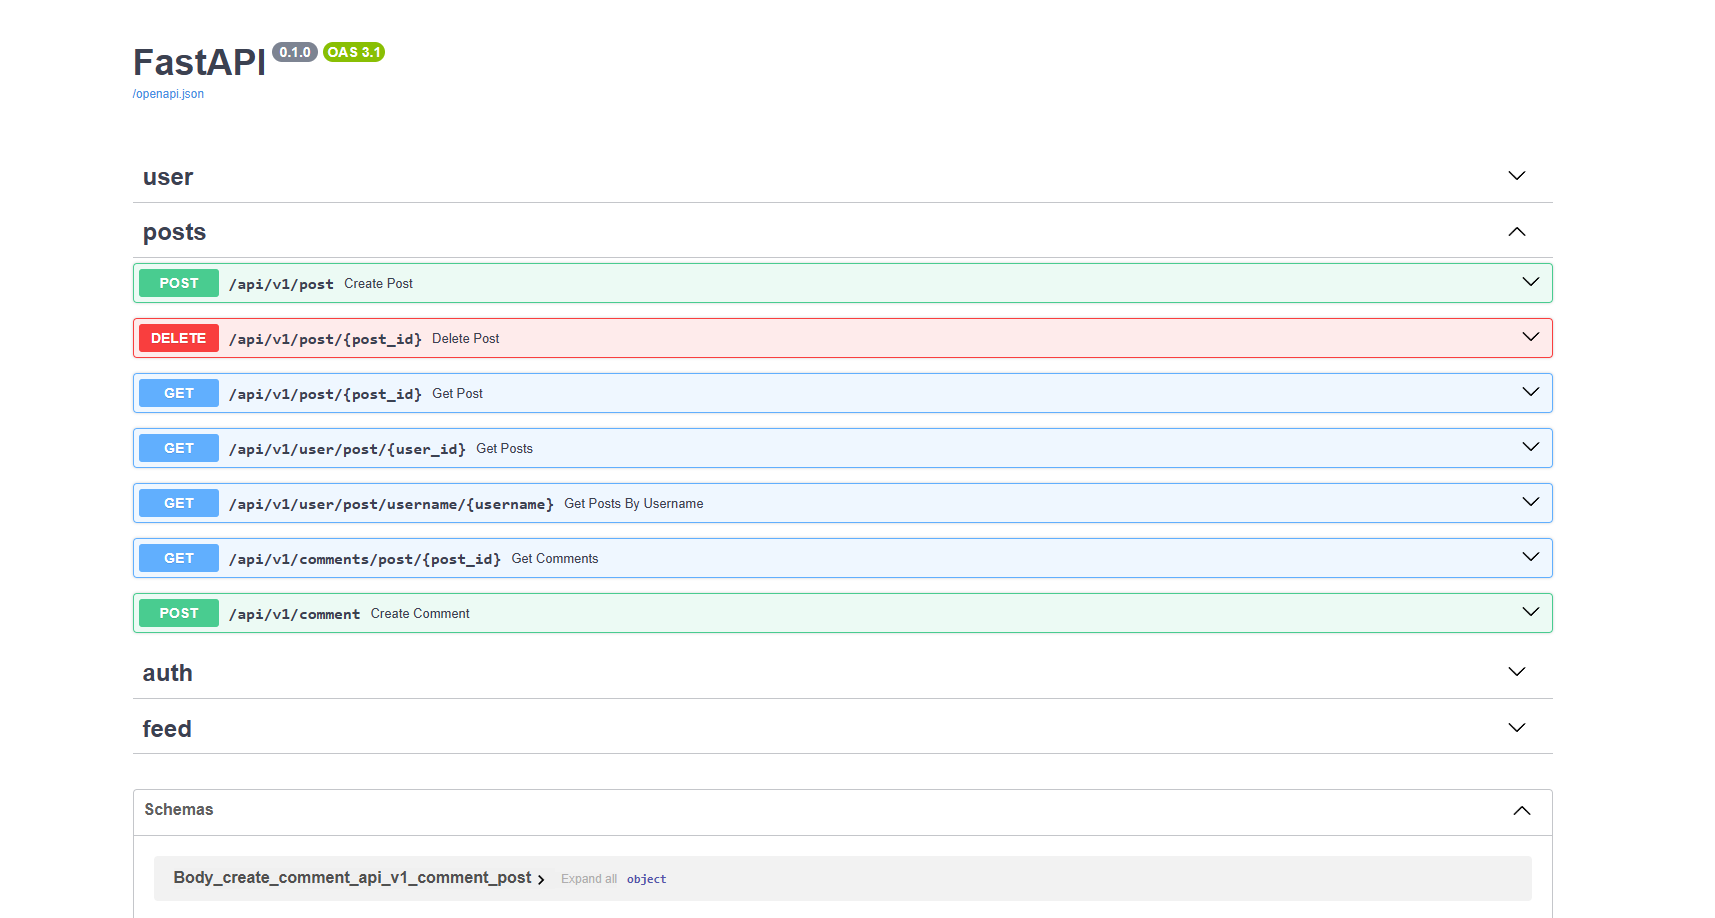 FastAPI 0.1.0 OAS 3.1
/openapi.json
user
posts
POST /api/v1/post Create Post
DELETE /api/v1/post/{post_id} Delete Post
GET /api/v1/post/{post_id} Get Post
GET /api/v1/user/post/{user_id} Get Posts
GET /api/v1/user/post/username/{username} Get Posts By Username
GET /api/v1/comments/post/{post_id} Get Comments
POST /api/v1/comment Create Comment
auth
feed
Schemas
Body_create_comment_api_v1_comment_post Expand all object